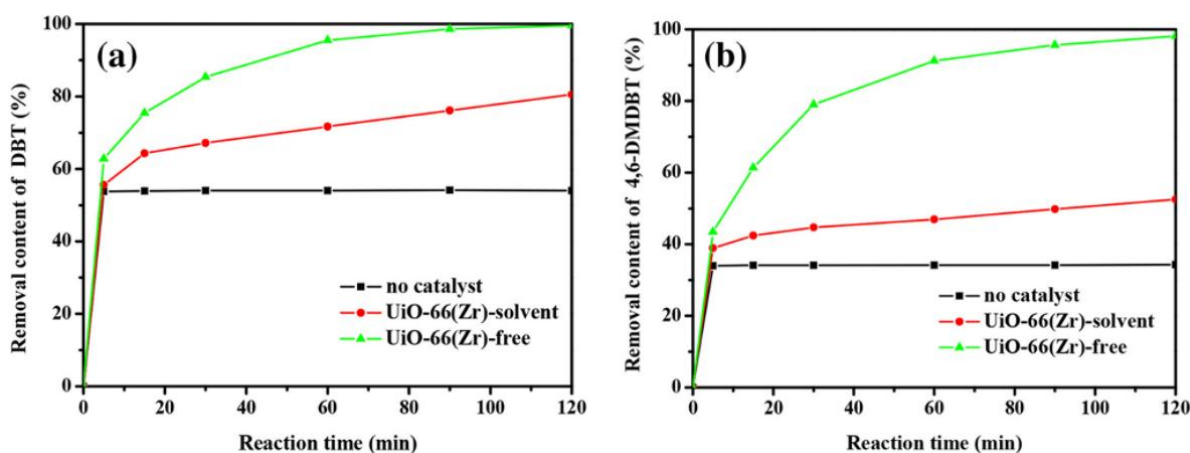 (a)
Removal content of DBT (%)
100
80
60
40
20
0
no catalyst
UiO-66(Zr)-solvent
UiO-66(Zr)-free
0 20 40 60 80 100 120
Reaction time (min)
(b)
Removal content of 4,6-DMDBT (%)
100
80
60
40
20
0
no catalyst
UiO-66(Zr)-solvent
UiO-66(Zr)-free
0 20 40 60 80 100 120
Reaction time (min)